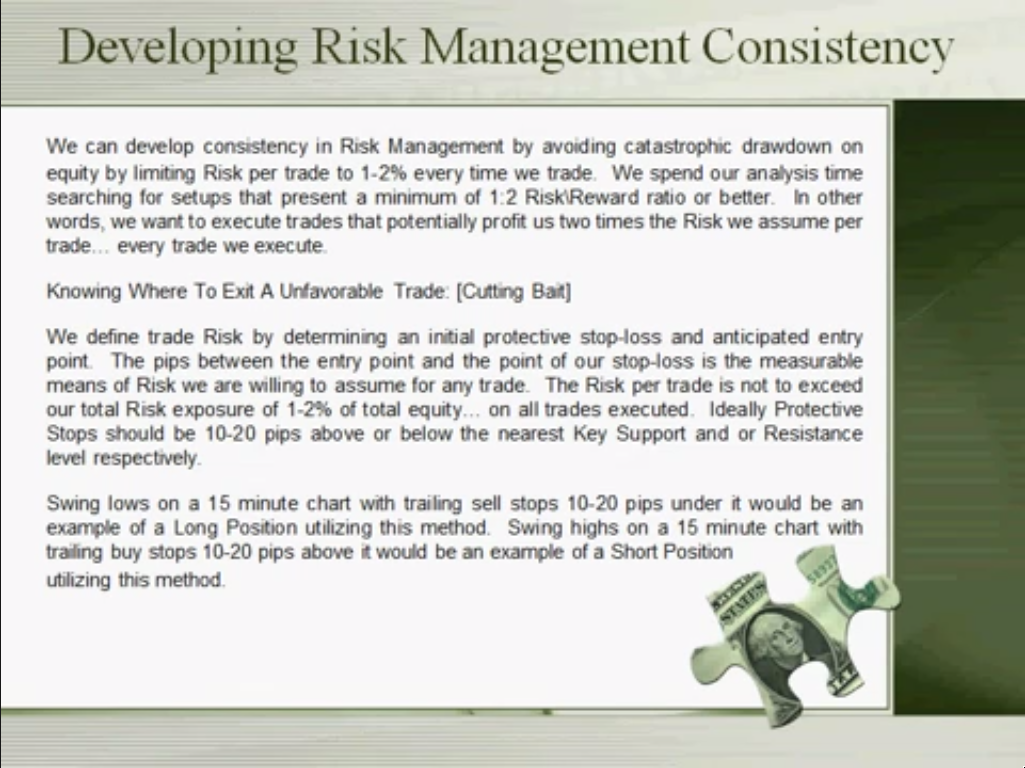 Developing Risk Management Consistency
We can develop consistency in Risk Management by avoiding catastrophic drawdown on
equity by limiting Risk per trade to 1-2% every time we trade. We spend our analysis time
searching for setups that present a minimum of 1:2 Risk\Reward ratio or better. In other
words, we want to execute trades that potentially profit us two times the Risk we assume per
trade... every trade we execute.
Knowing Where To Exit A Unfavorable Trade: [Cutting Bait]
We define trade Risk by determining an initial protective stop-loss and anticipated entry
point. The pips between the entry point and the point of our stop-loss is the measurable
means of Risk we are willing to assume for any trade. The Risk per trade is not to exceed
our total Risk exposure of 1-2% of total equity... on all trades executed. Ideally Protective
Stops should be 10-20 pips above or below the nearest Key Support and or Resistance
level respectively.
Swing lows on a 15 minute chart with trailing sell stops 10-20 pips under it would be an
example of a Long Position utilizing this method. Swing highs on a 15 minute chart with
trailing buy stops 10-20 pips above it would be an example of a Short Position
utilizing this method.
STATES